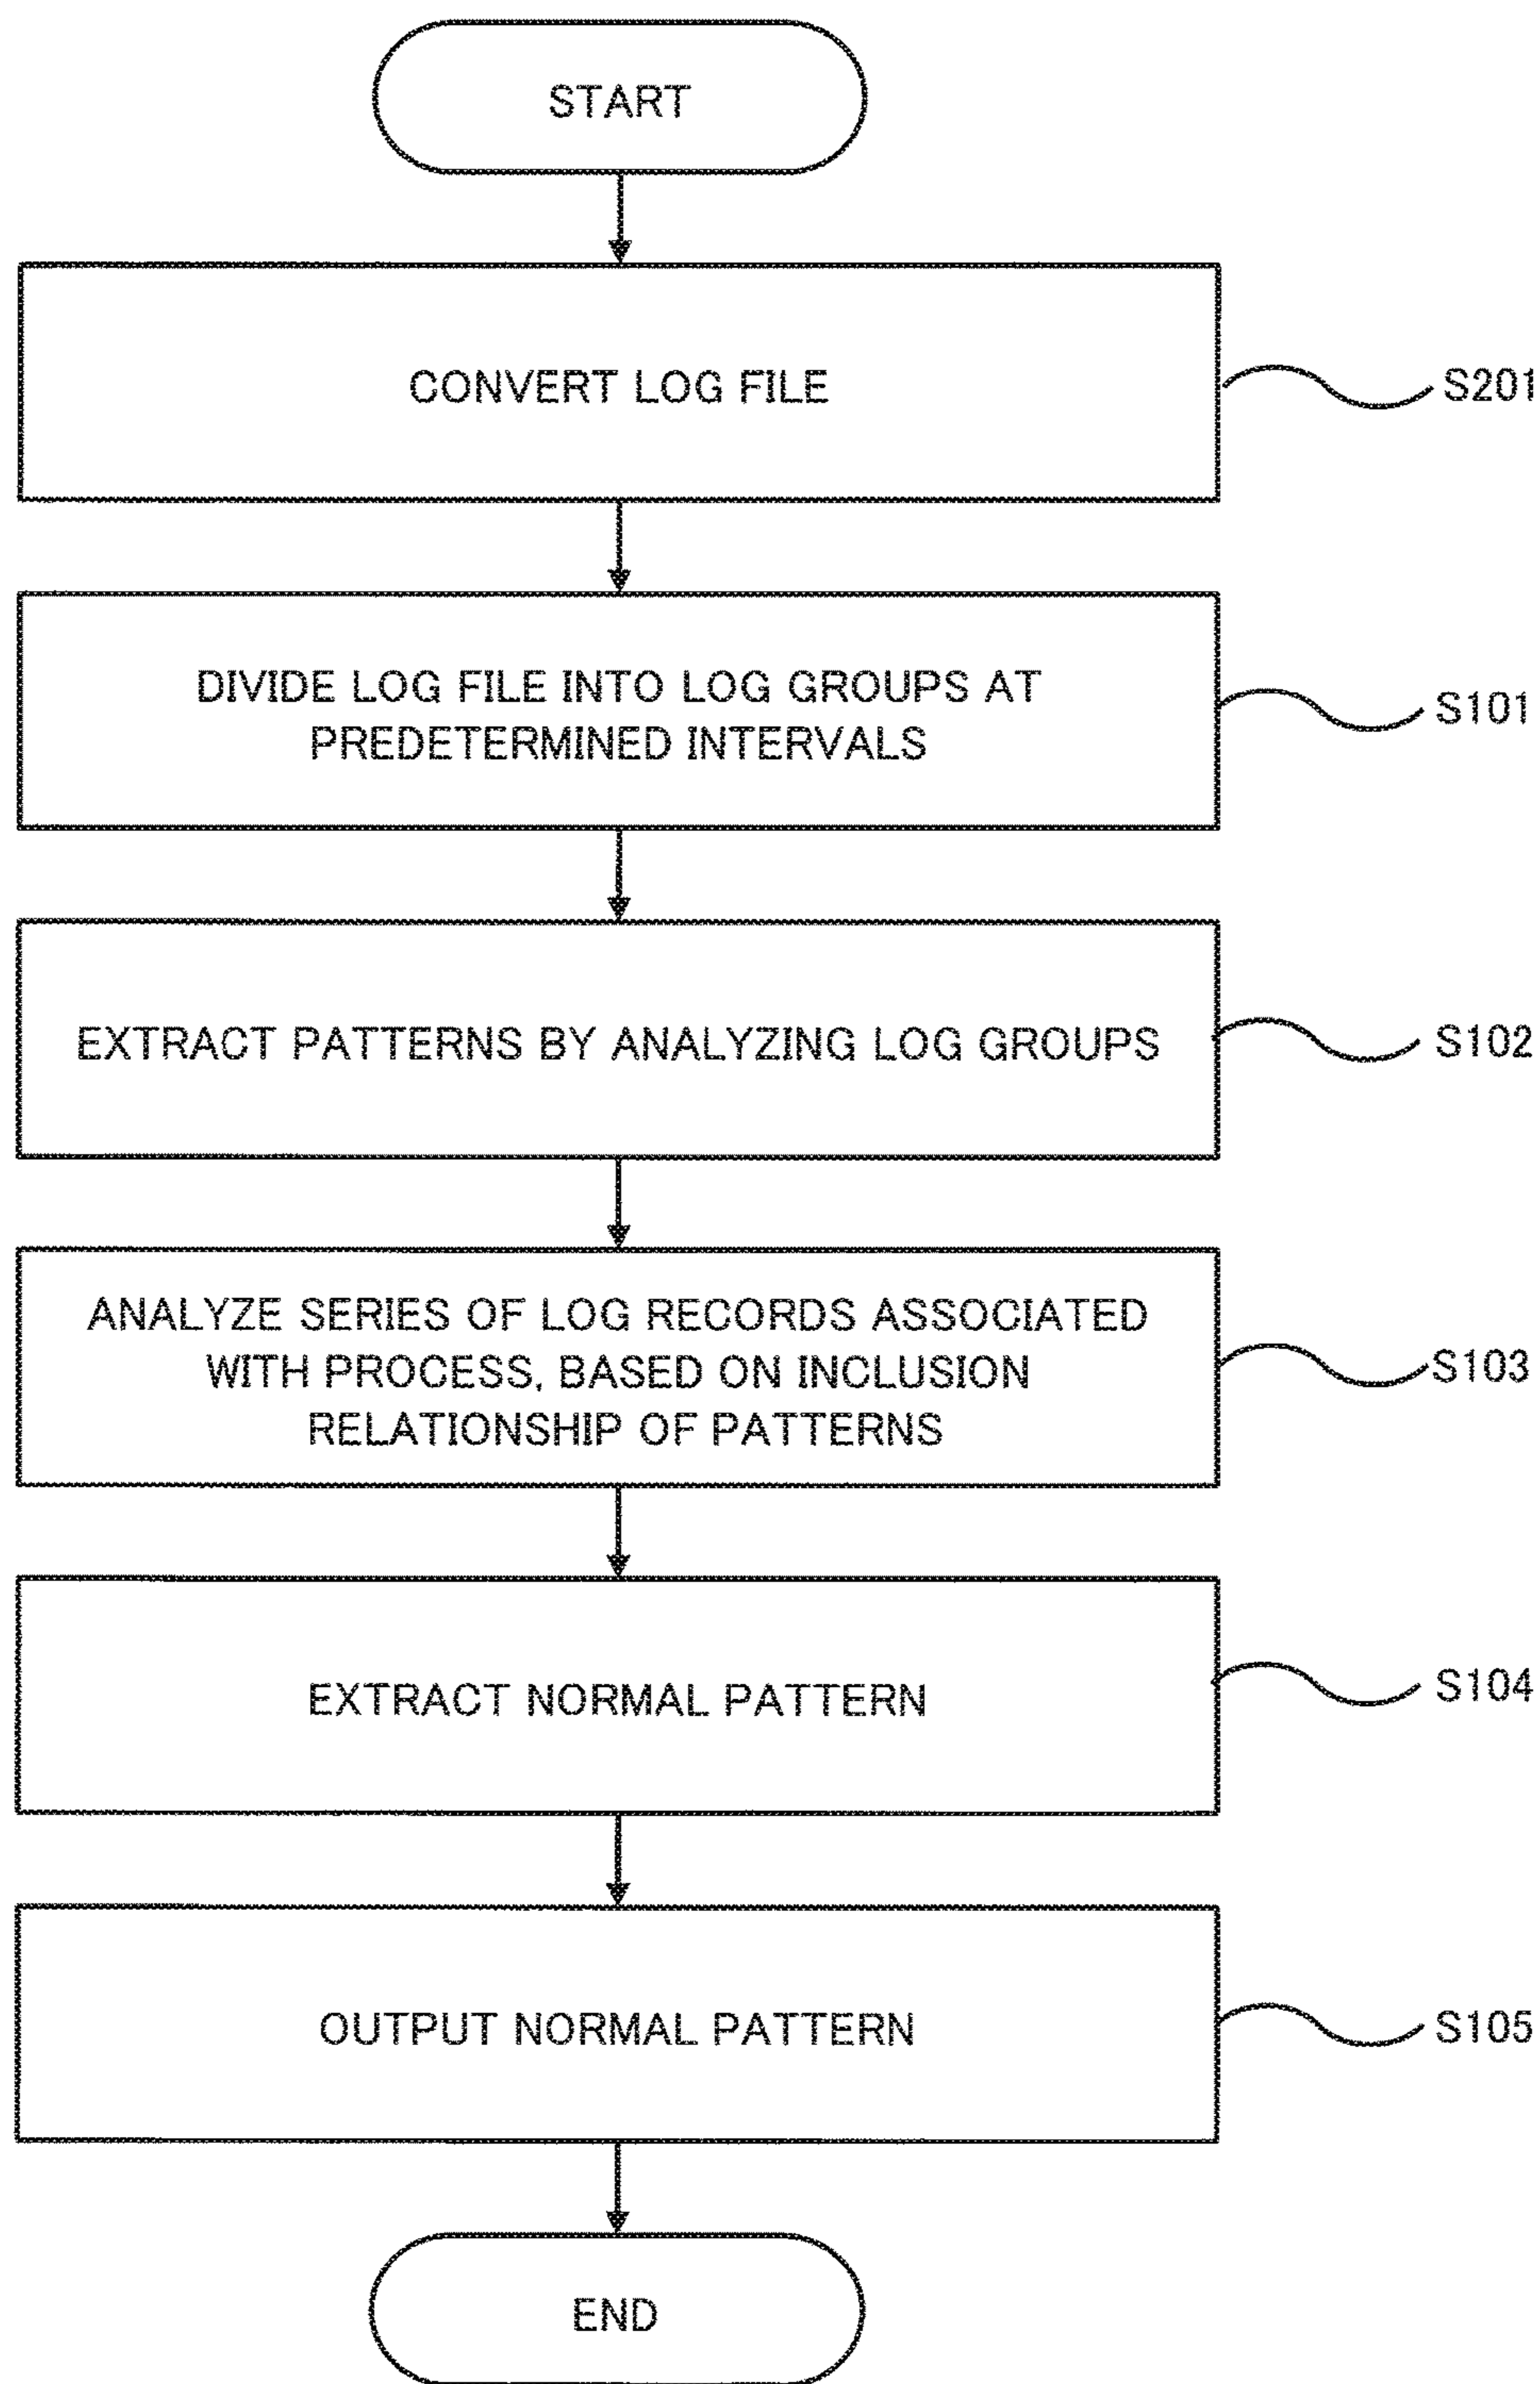 START
CONVERT LOG FILE
S201
DIVIDE LOG FILE INTO LOG GROUPS AT
PREDETERMINED INTERVALS
S101
EXTRACT PATTERNS BY ANALYZING LOG GROUPS
S102
ANALYZE SERIES OF LOG RECORDS ASSOCIATED
WITH PROCESS, BASED ON INCLUSION
RELATIONSHIP OF PATTERNS
S103
EXTRACT NORMAL PATTERN
S104
OUTPUT NORMAL PATTERN
S105
END